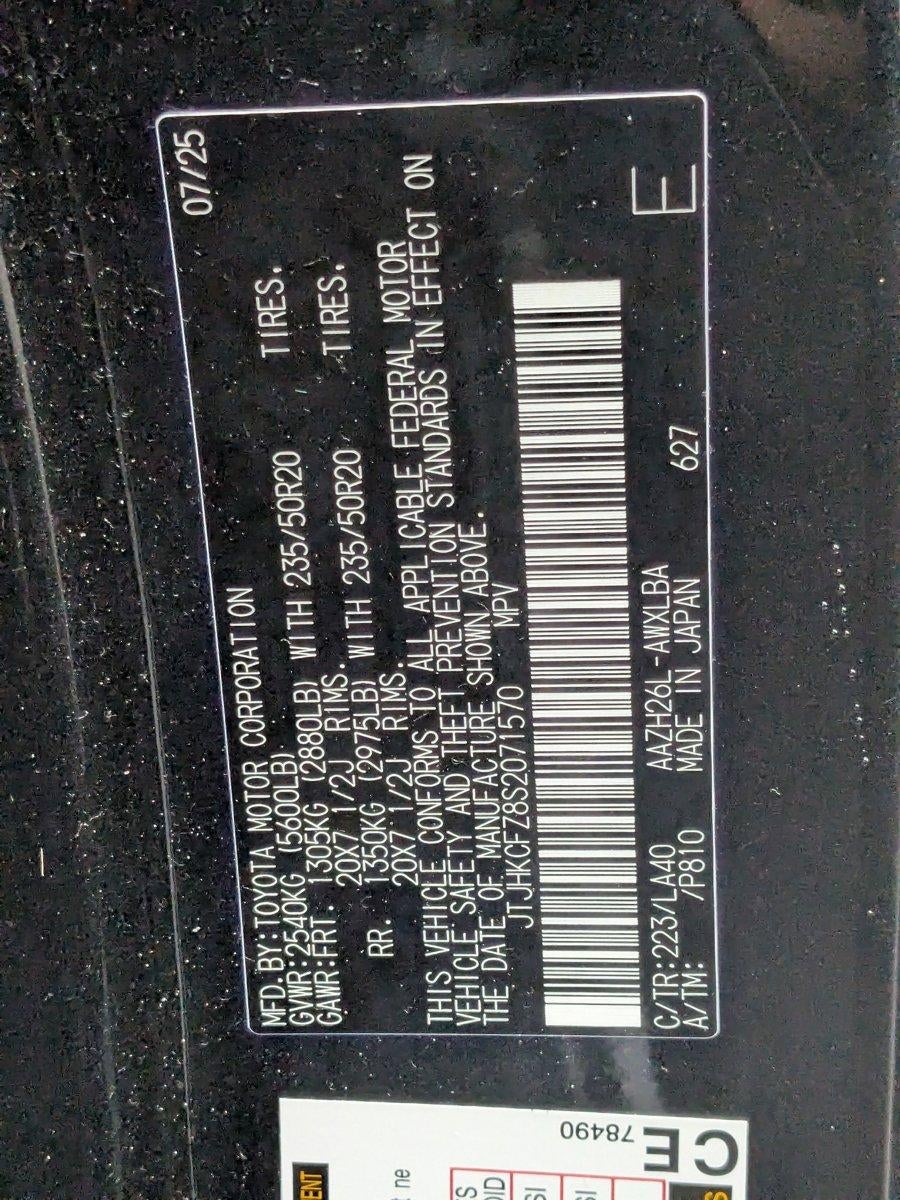 07/25
MFD.BY:TOYOTA MOTOR CORPORATION
GVWR:2540KG (5600LB)
GAWR:FRT. 1305KG (2880LB) WITH 235/50R20 TIRES.
20X7 1/2J RIMS.
RR. 1350KG (2975LB) WITH 235/50R20 TIRES.
20X7 1/2J RIMS.
THIS VEHICLE CONFORMS TO ALL APPLICABLE FEDERAL MOTOR
VEHICLE SAFETY AND THEFT PREVENTION STANDARDS IN EFFECT ON
THE DATE OF MANUFACTURE SHOWN ABOVE.
JTJHKCFZ8S2071570 MPV
C/TR:223/LA40 AAZH26L-AWXLBA 627
A/TM: /P810 MADE IN JAPAN
E
78490
CE